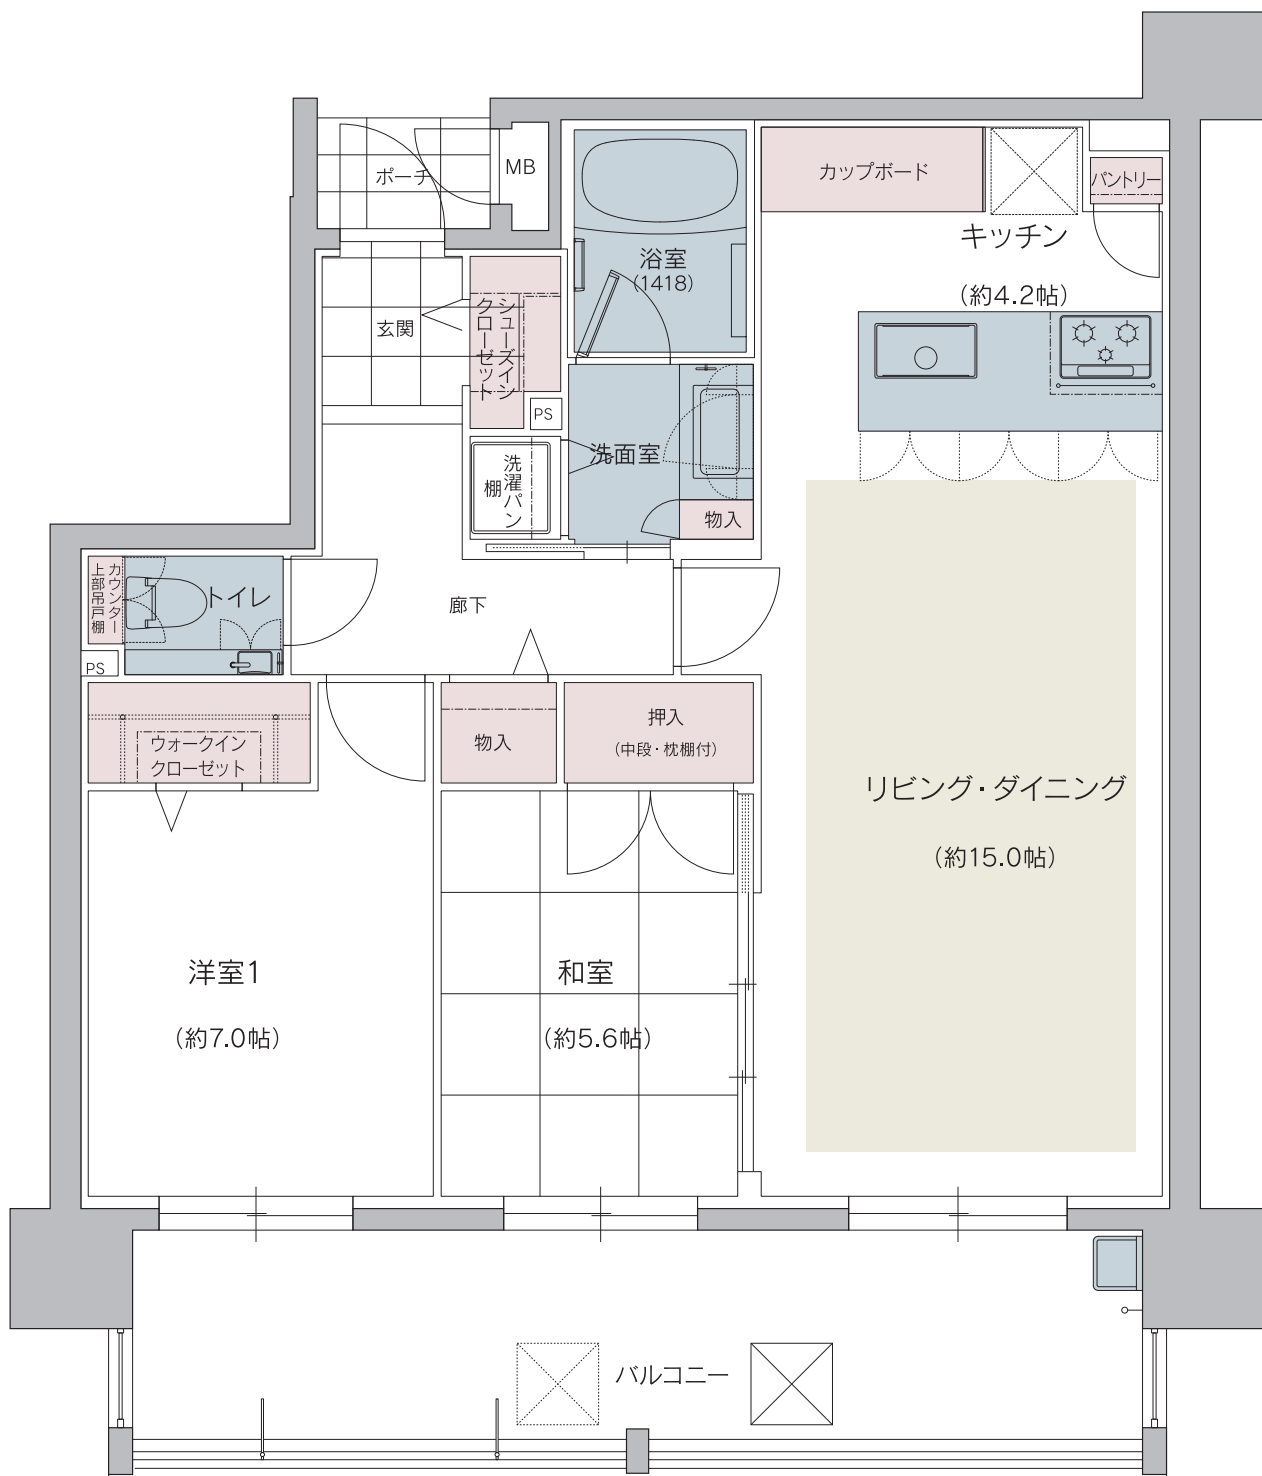 ポーチ
MB
カップボード
パントリー
キッチン
(約4.2帖)
浴室
(1418)
玄関
シューズイン
クローゼット
PS
洗面室
洗濯パン
棚
物入
カウンター
上部吊戸棚
トイレ
PS
廊下
ウォークイン
クローゼット
物入
押入
(中段・枕棚付)
リビング・ダイニング
(約15.0帖)
洋室1
(約7.0帖)
和室
(約5.6帖)
バルコニー